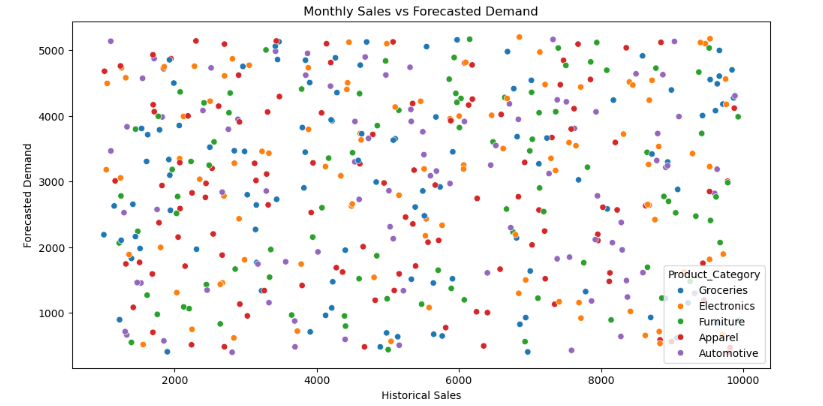 Monthly Sales vs Forecasted Demand
Forecasted Demand
5000
4000
3000
2000
1000
Product_Category
Groceries
Electronics
Furniture
Apparel
Automotive
2000 4000 6000 8000 10000
Historical Sales